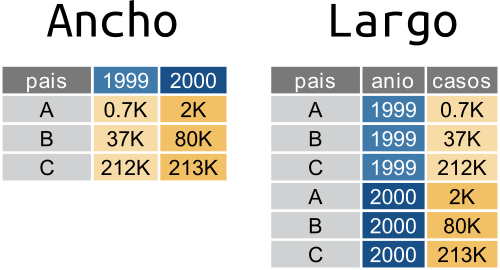 Ancho
pais 1999 2000
A 0.7K 2K
B 37K 80K
C 212K 213K
Largo
pais anio casos
A 1999 0.7K
B 1999 37K
C 1999 212K
A 2000 2K
B 2000 80K
C 2000 213K